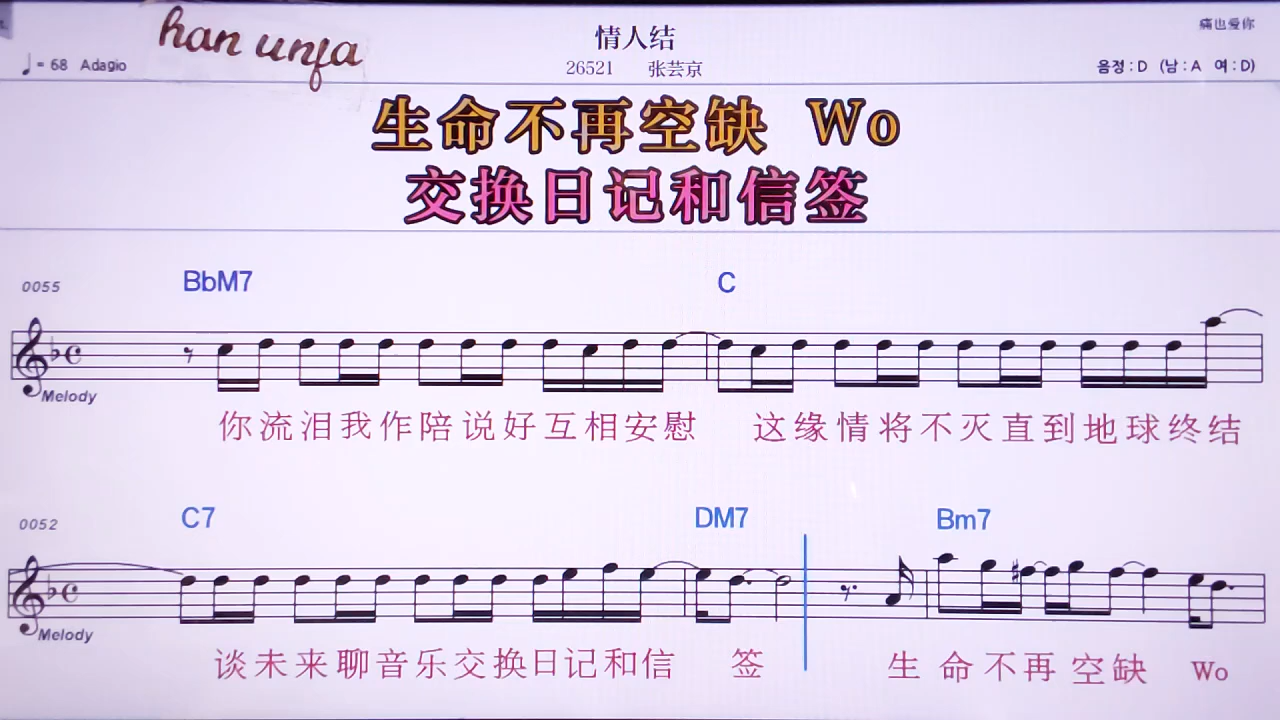 han unfa
情人结
痛也爱你
♩= 68 Adagio
26521 张芸京
음정 : D (남 : A 여 : D)
生命不再空缺 Wo
交换日记和信签
0055 BbM7 C
Melody
你流泪我作陪说好互相安慰 这缘情将不灭直到地球终结
0052 C7 DM7 Bm7
Melody
谈未来聊音乐交换日记和信 签 生命不再空缺 Wo